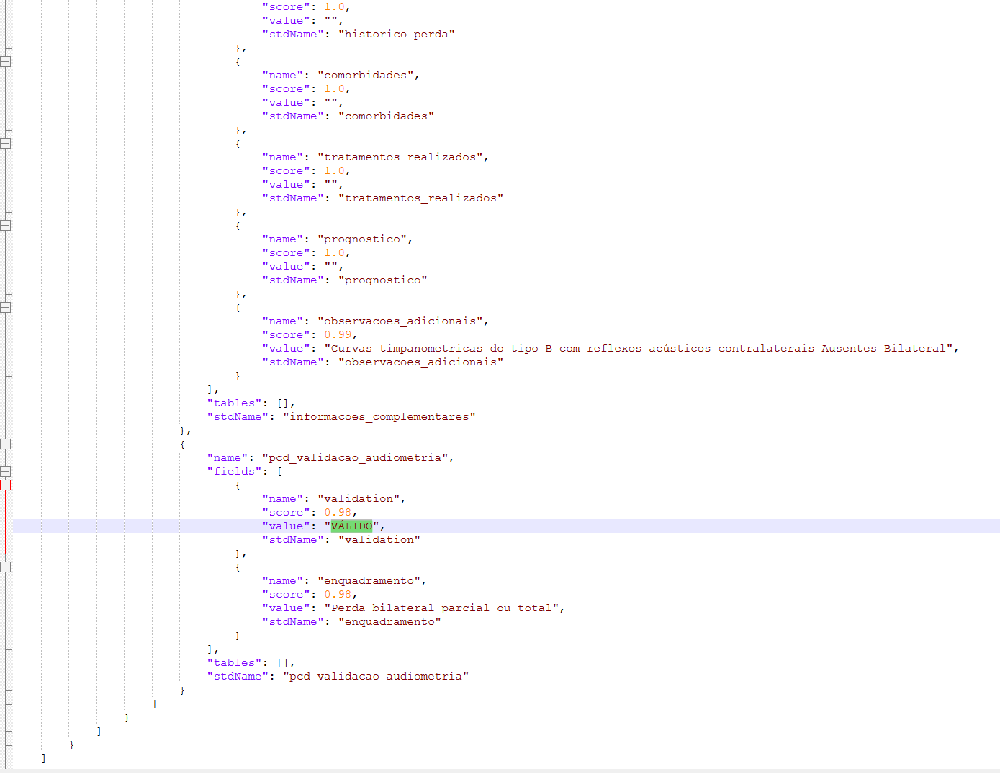 "score": 1.0,
"value": "",
"stdName": "historico_perda"
},
{
"name": "comorbidades",
"score": 1.0,
"value": "",
"stdName": "comorbidades"
},
{
"name": "tratamentos_realizados",
"score": 1.0,
"value": "",
"stdName": "tratamentos_realizados"
},
{
"name": "prognostico",
"score": 1.0,
"value": "",
"stdName": "prognostico"
},
{
"name": "observacoes_adicionais",
"score": 0.99,
"value": "Curvas timpanometricas do tipo B com reflexos acústicos contralaterais Ausentes Bilateral",
"stdName": "observacoes_adicionais"
}
],
"tables": [],
"stdName": "informacoes_complementares"
},
{
"name": "pcd_validacao_audiometria",
"fields": [
{
"name": "validation",
"score": 0.98,
"value": "VÁLIDO",
"stdName": "validation"
},
{
"name": "enquadramento",
"score": 0.98,
"value": "Perda bilateral parcial ou total",
"stdName": "enquadramento"
}
],
"tables": [],
"stdName": "pcd_validacao_audiometria"
}
]
}
]
}
]